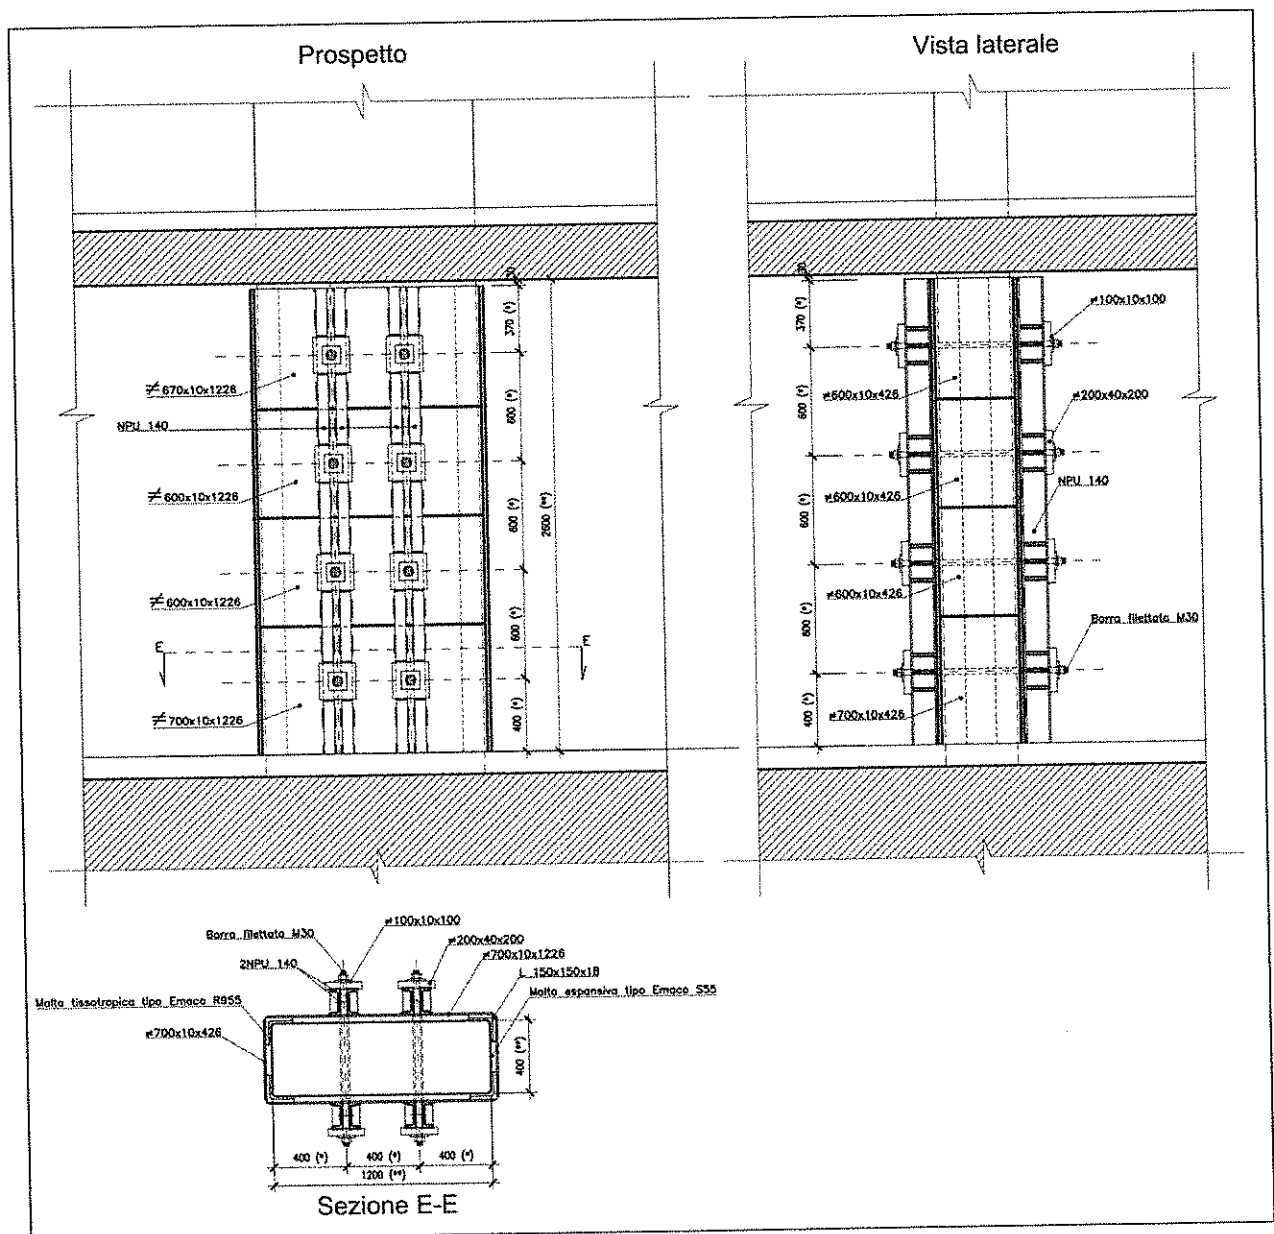 Prospetto
Vista laterale
30
370 (*)
≠ 670x10x1226
600 (*)
NPU 140
≠ 600x10x1226
600 (*)
2600 (**)
≠ 600x10x1226
600 (*)
E
E
≠ 700x10x1226
400 (*)
30
370 (*)
≠100x10x100
≠600x10x426
≠200x40x200
600 (*)
≠600x10x426
NPU 140
600 (*)
≠600x10x426
Barra filettata M30
600 (*)
≠700x10x426
400 (*)
≠100x10x100
Barra filettata M30
≠200x40x200
2NPU 140
≠700x10x1226
L 150x150x18
Malta tissotropica tipo Emaco R955
Malta espansiva tipo Emaco S55
≠700x10x426
400 (**)
400 (*)
400 (*)
400 (*)
1200 (**)
Sezione E-E